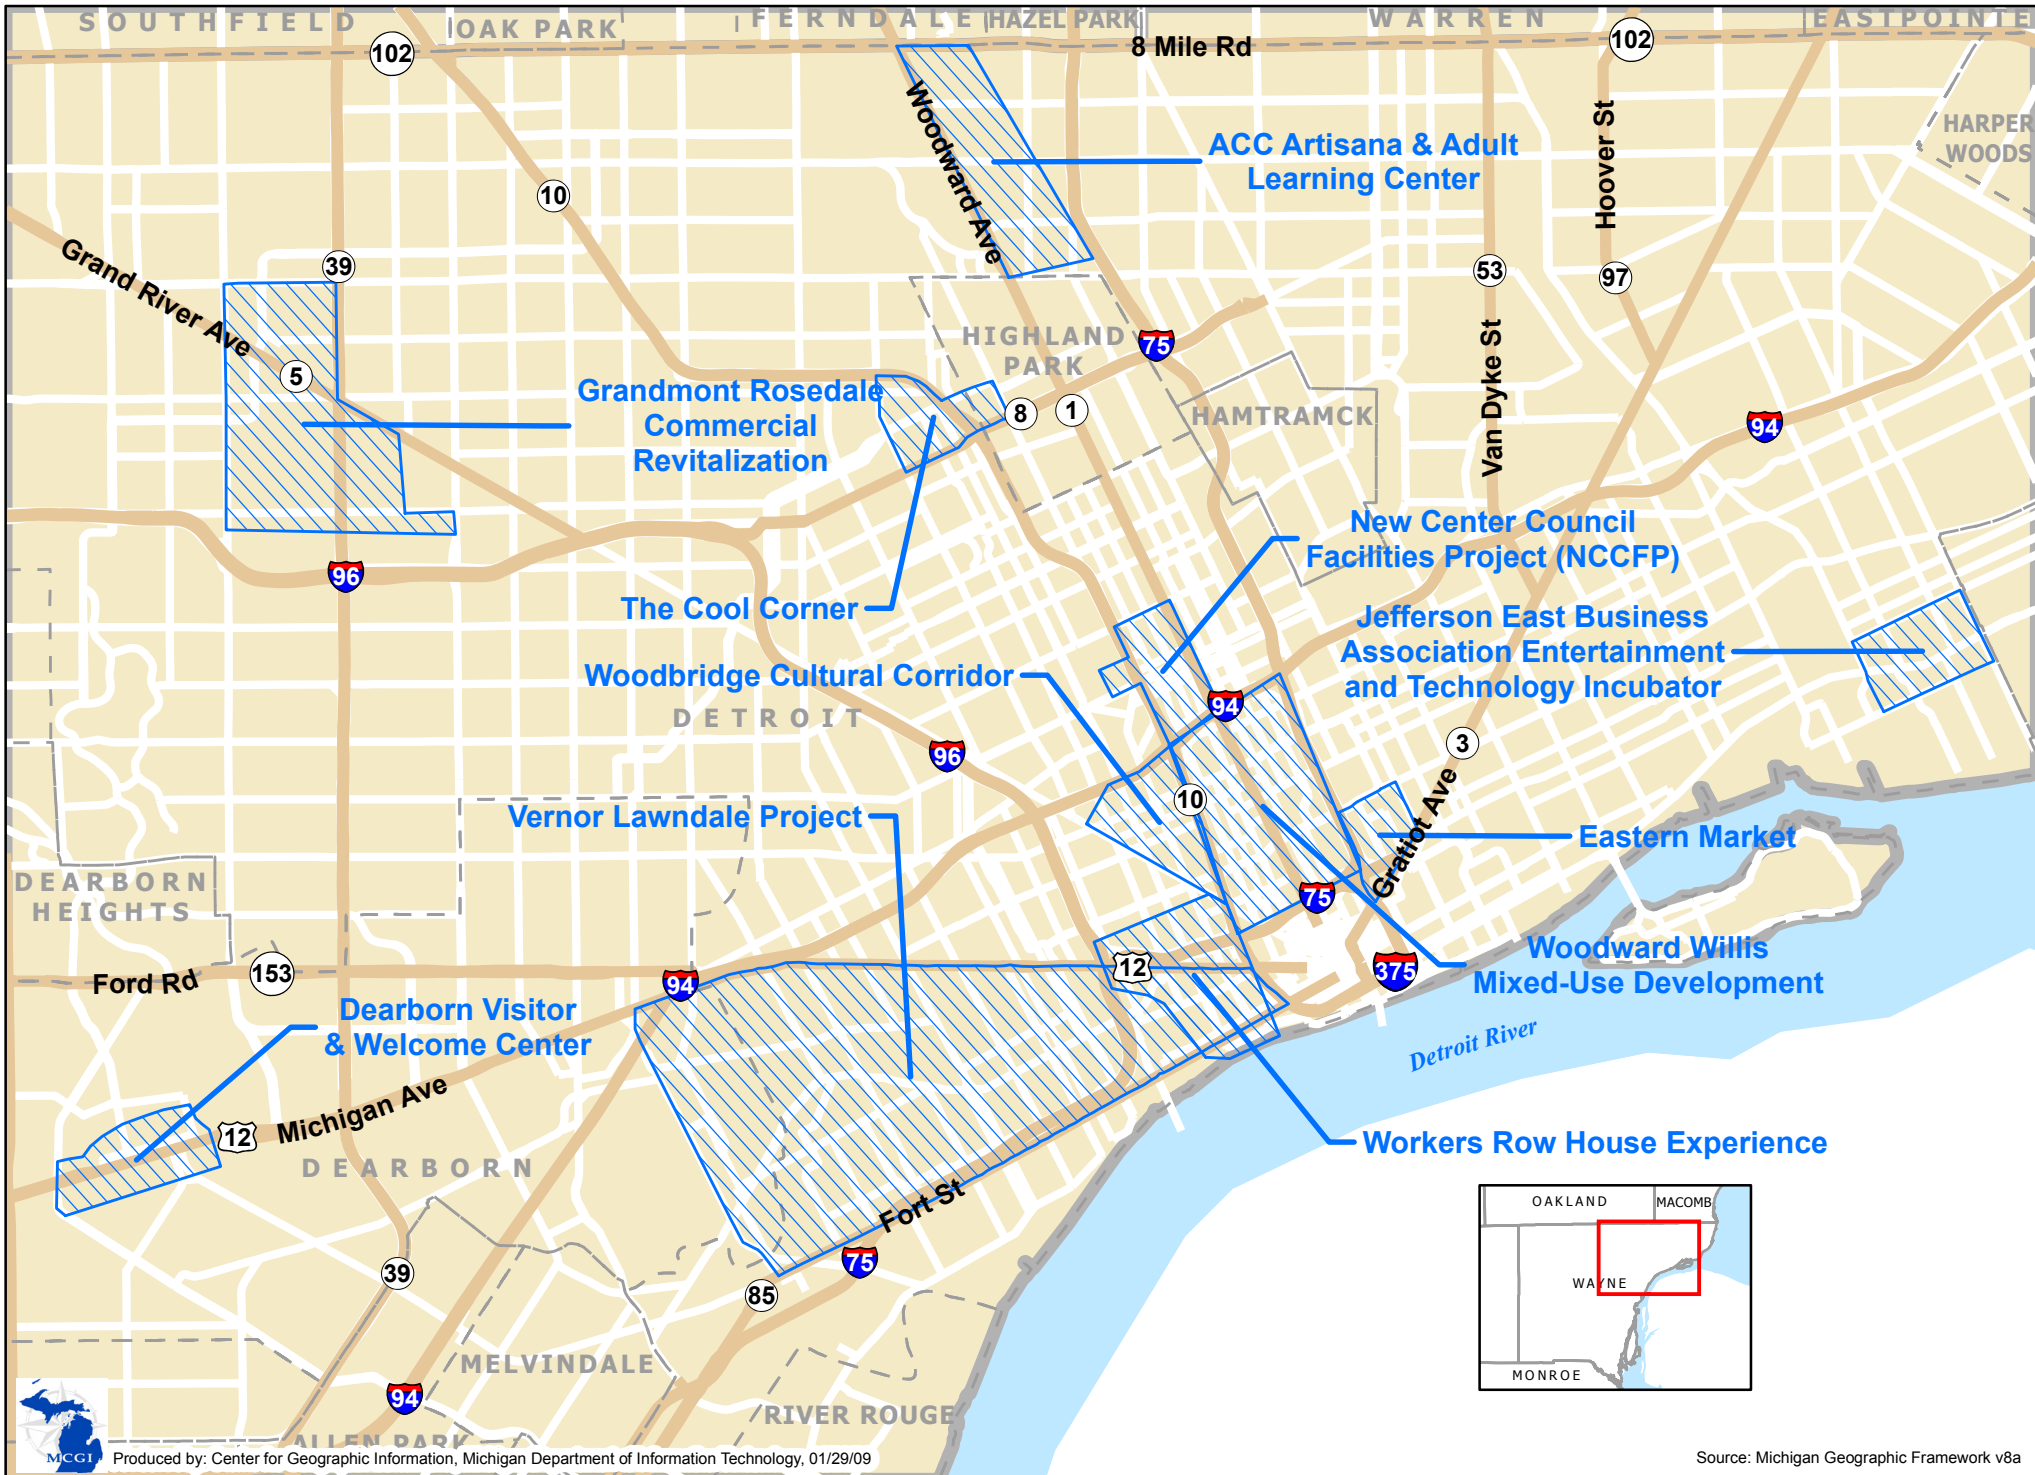 SOUTHFIELD
OAK PARK
FERNDALE
HAZEL PARK
WARREN
EASTPOINTE
102
8 Mile Rd
102
Woodward Ave
Hoover St
HARPER
WOODS
ACC Artisana & Adult
Learning Center
10
Grand River Ave
39
53
97
HIGHLAND
PARK
75
Van Dyke St
5
Grandmont Rosedale
Commercial
Revitalization
8
1
HAMTRAMCK
94
New Center Council
Facilities Project (NCCFP)
96
The Cool Corner
Jefferson East Business
Association Entertainment
and Technology Incubator
Woodbridge Cultural Corridor
DETROIT
94
96
3
10
Gratiot Ave
Vernor Lawndale Project
Eastern Market
DEARBORN
HEIGHTS
75
Woodward Willis
Mixed-Use Development
Ford Rd
153
94
12
375
Dearborn Visitor
& Welcome Center
Detroit River
Michigan Ave
12
DEARBORN
Workers Row House Experience
Fort St
75
39
85
OAKLAND
MACOMB
WAYNE
MONROE
MELVINDALE
94
RIVER ROUGE
ALLEN PARK
MCGI
Produced by: Center for Geographic Information, Michigan Department of Information Technology, 01/29/09
Source: Michigan Geographic Framework v8a